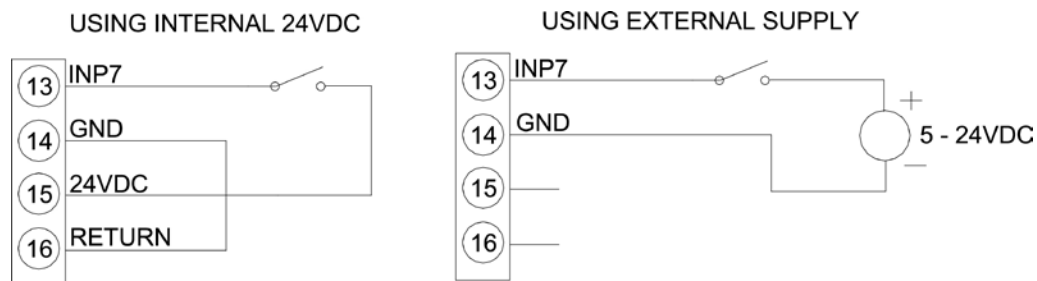 USING INTERNAL 24VDC
13 INP7
14 GND
15 24VDC
16 RETURN
USING EXTERNAL SUPPLY
13 INP7
14 GND
15
16
+
5 - 24VDC
—